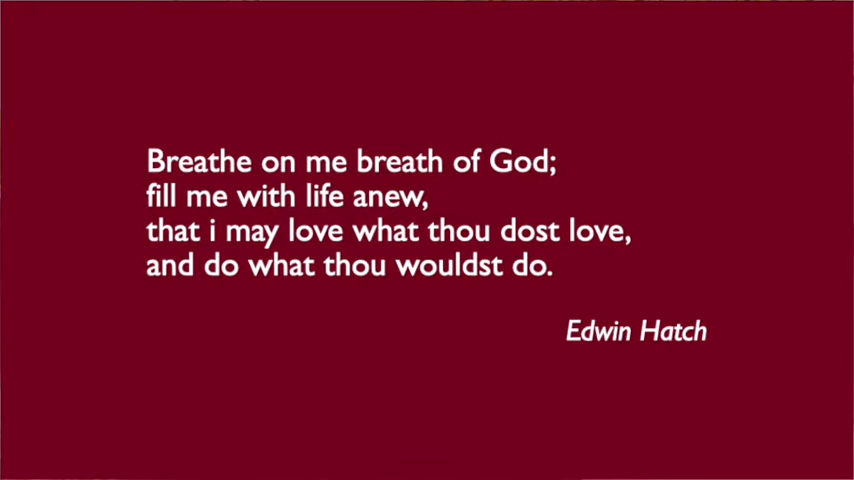 Breathe on me breath of God;
fill me with life anew,
that i may love what thou dost love,
and do what thou wouldst do.
Edwin Hatch